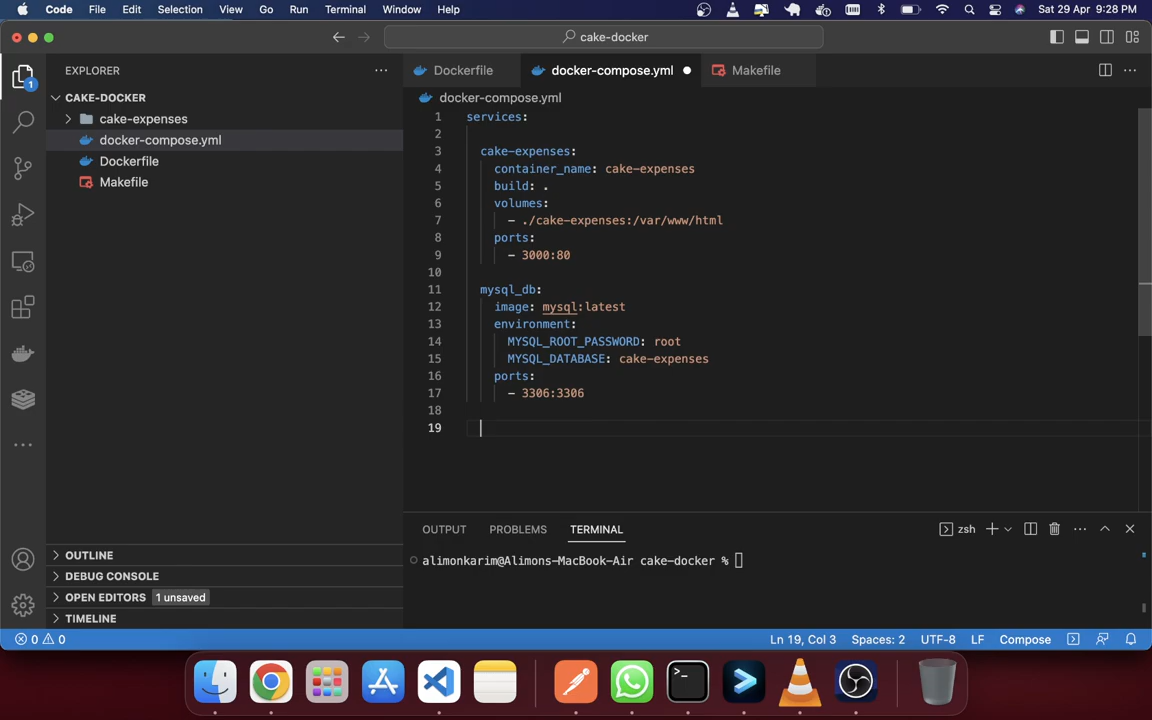 Code File Edit Selection View Go Run Terminal Window Help Sat 29 Apr 9:28 PM
cake-docker
EXPLORER
Dockerfile docker-compose.yml Makefile
CAKE-DOCKER
cake-expenses
docker-compose.yml
Dockerfile
Makefile
docker-compose.yml
1 services:
2
3 cake-expenses:
4 container_name: cake-expenses
5 build: .
6 volumes:
7 - ./cake-expenses:/var/www/html
8 ports:
9 - 3000:80
10
11 mysql_db:
12 image: mysql:latest
13 environment:
14 MYSQL_ROOT_PASSWORD: root
15 MYSQL_DATABASE: cake-expenses
16 ports:
17 - 3306:3306
18
19
1
OUTPUT PROBLEMS TERMINAL zsh
alimonkarim@Alimons-MacBook-Air cake-docker %
OUTLINE
DEBUG CONSOLE
OPEN EDITORS 1 unsaved
TIMELINE
0 0 Ln 19, Col 3 Spaces: 2 UTF-8 LF Compose